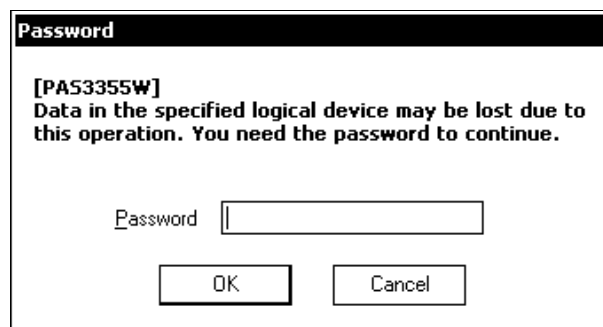 Password
[PAS3355W]
Data in the specified logical device may be lost due to
this operation. You need the password to continue.
Password
OK Cancel